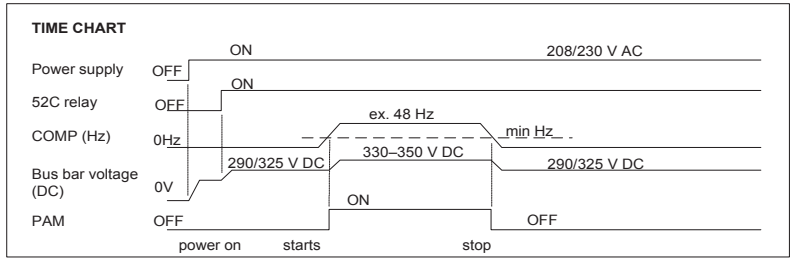 TIME CHART
ON
208/230 V AC
Power supply OFF
ON
52C relay OFF
ex. 48 Hz
COMP (Hz) 0Hz
min Hz
290/325 V DC
330–350 V DC
290/325 V DC
Bus bar voltage
(DC)
0V
ON
PAM OFF
OFF
power on starts stop